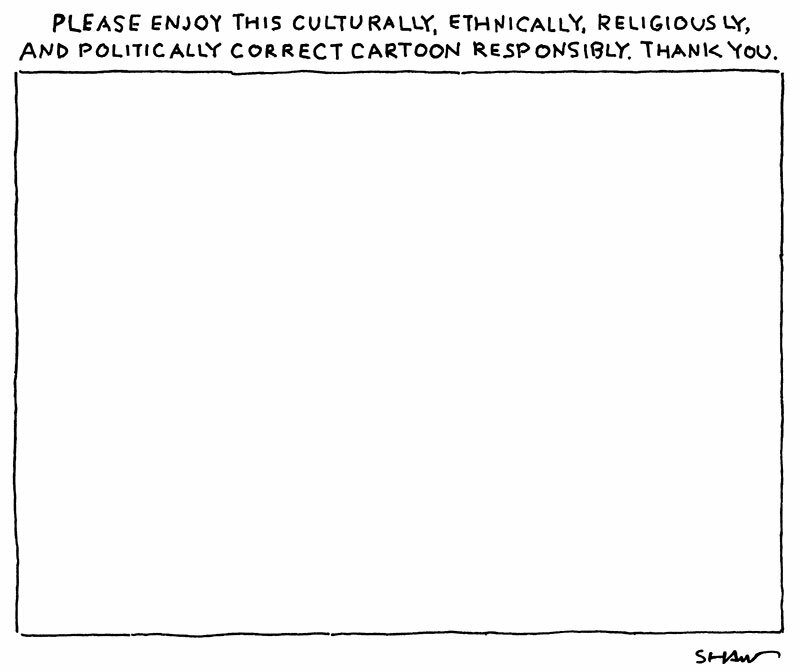 PLEASE ENJOY THIS CULTURALLY, ETHNICALLY, RELIGIOUSLY,
AND POLITICALLY CORRECT CARTOON RESPONSIBLY. THANK YOU.
SHAW